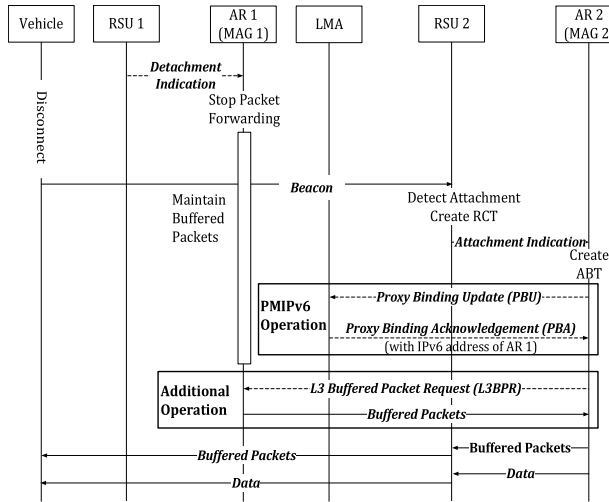 Vehicle
RSU 1
AR 1
(MAG 1)
LMA
RSU 2
AR 2
(MAG 2)
Detachment
Indication
Disconnect
Stop Packet
Forwarding
Beacon
Maintain
Buffered
Packets
Detect Attachment
Create RCT
Attachment Indication
Create
ABT
PMIPv6
Operation
Proxy Binding Update (PBU)
Proxy Binding Acknowledgement (PBA)
(with IPv6 address of AR 1)
Additional
Operation
L3 Buffered Packet Request (L3BPR)
Buffered Packets
Buffered Packets
Buffered Packets
Data
Data